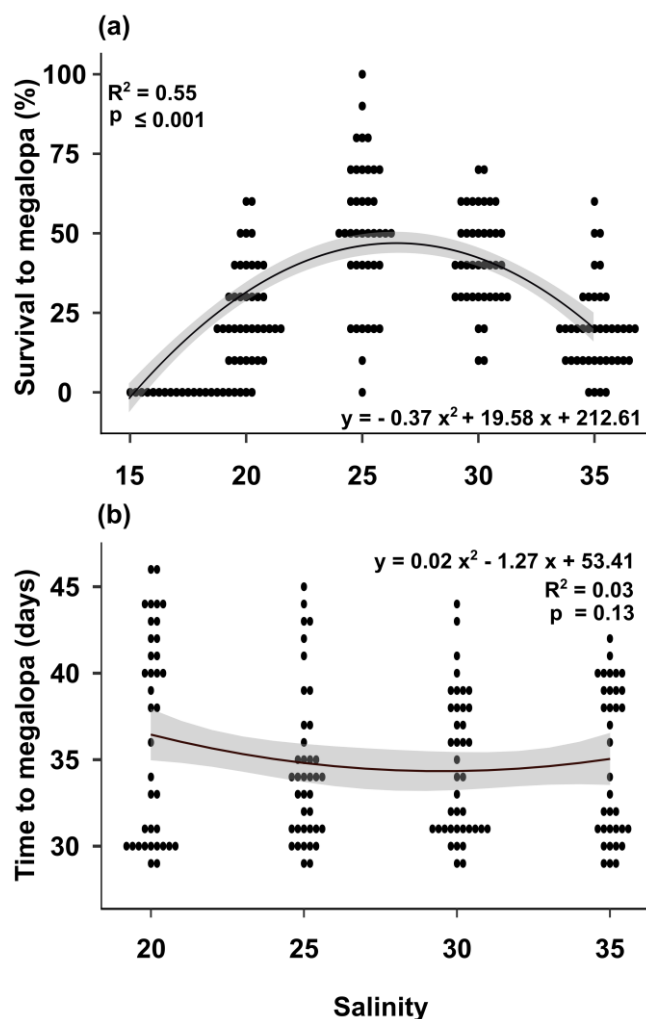 (a)
Survival to megalopa (%)
100
75
50
25
0
R² = 0.55
p ≤ 0.001
y = - 0.37 x² + 19.58 x + 212.61
15 20 25 30 35
(b)
Time to megalopa (days)
45
40
35
30
y = 0.02 x² - 1.27 x + 53.41
R² = 0.03
p = 0.13
20 25 30 35
Salinity